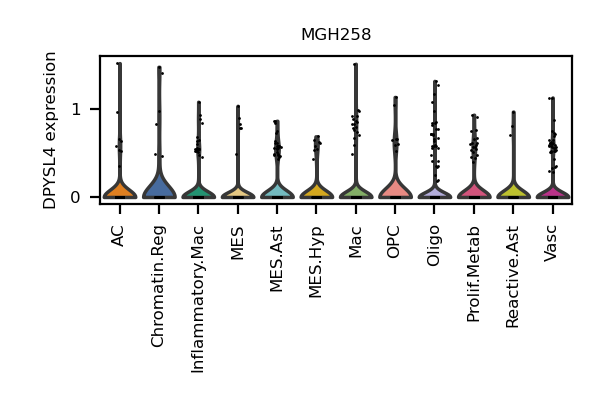 MGH258
DPYSL4 expression
1
0
AC
Chromatin.Reg
Inflammatory.Mac
MES
MES.Ast
MES.Hyp
Mac
OPC
Oligo
Prolif.Metab
Reactive.Ast
Vasc